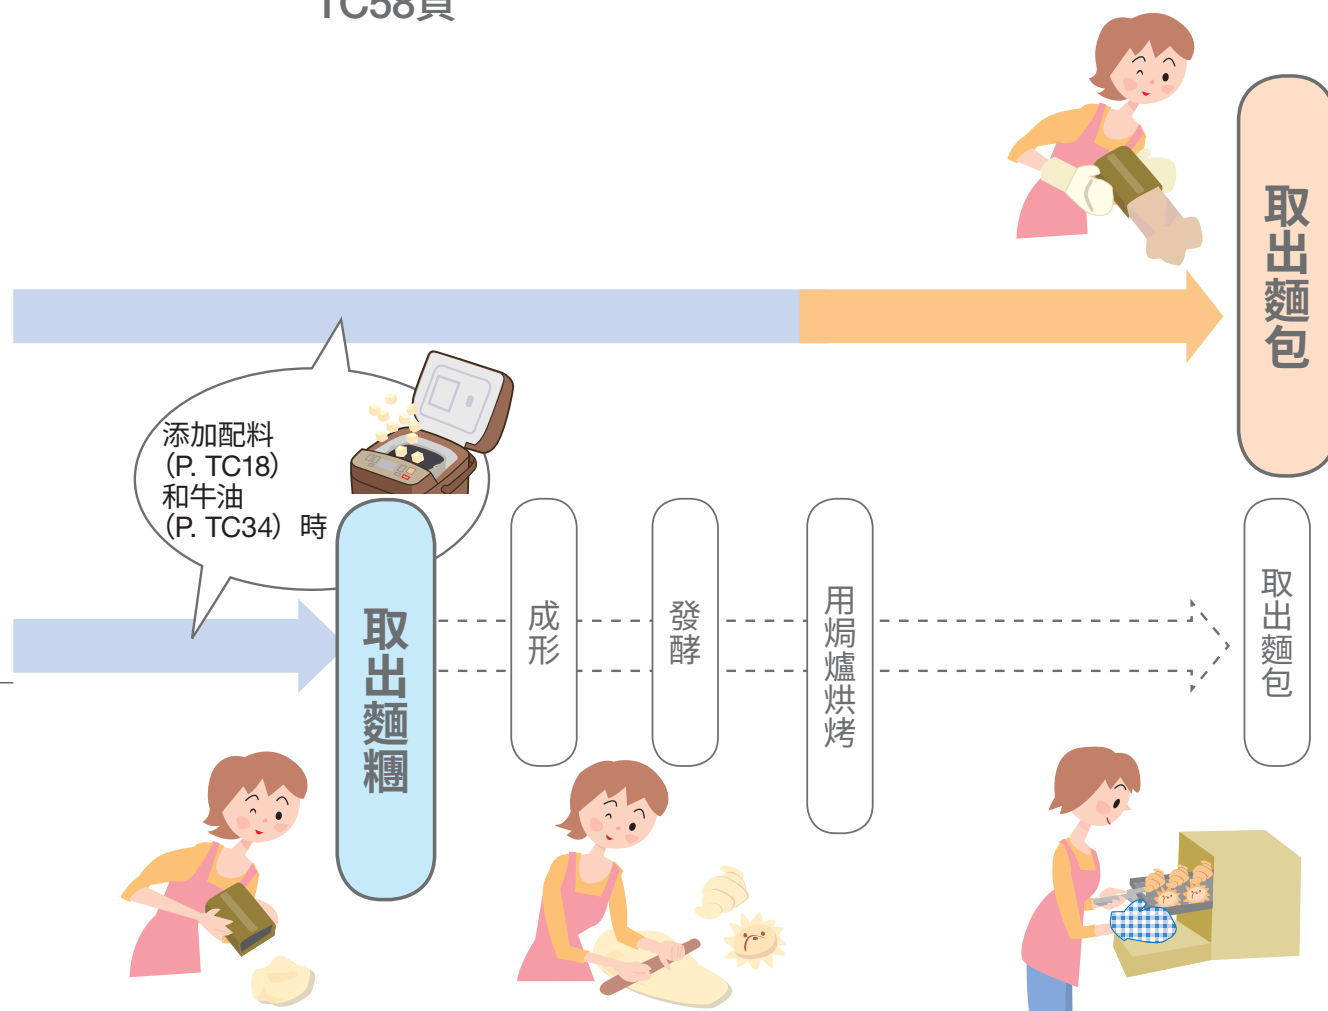 TC58頁
取出麵包
添加配料
（P. TC18）
和牛油
（P. TC34）時
取出麵糰
成形
發酵
用焗爐烘烤
取出麵包